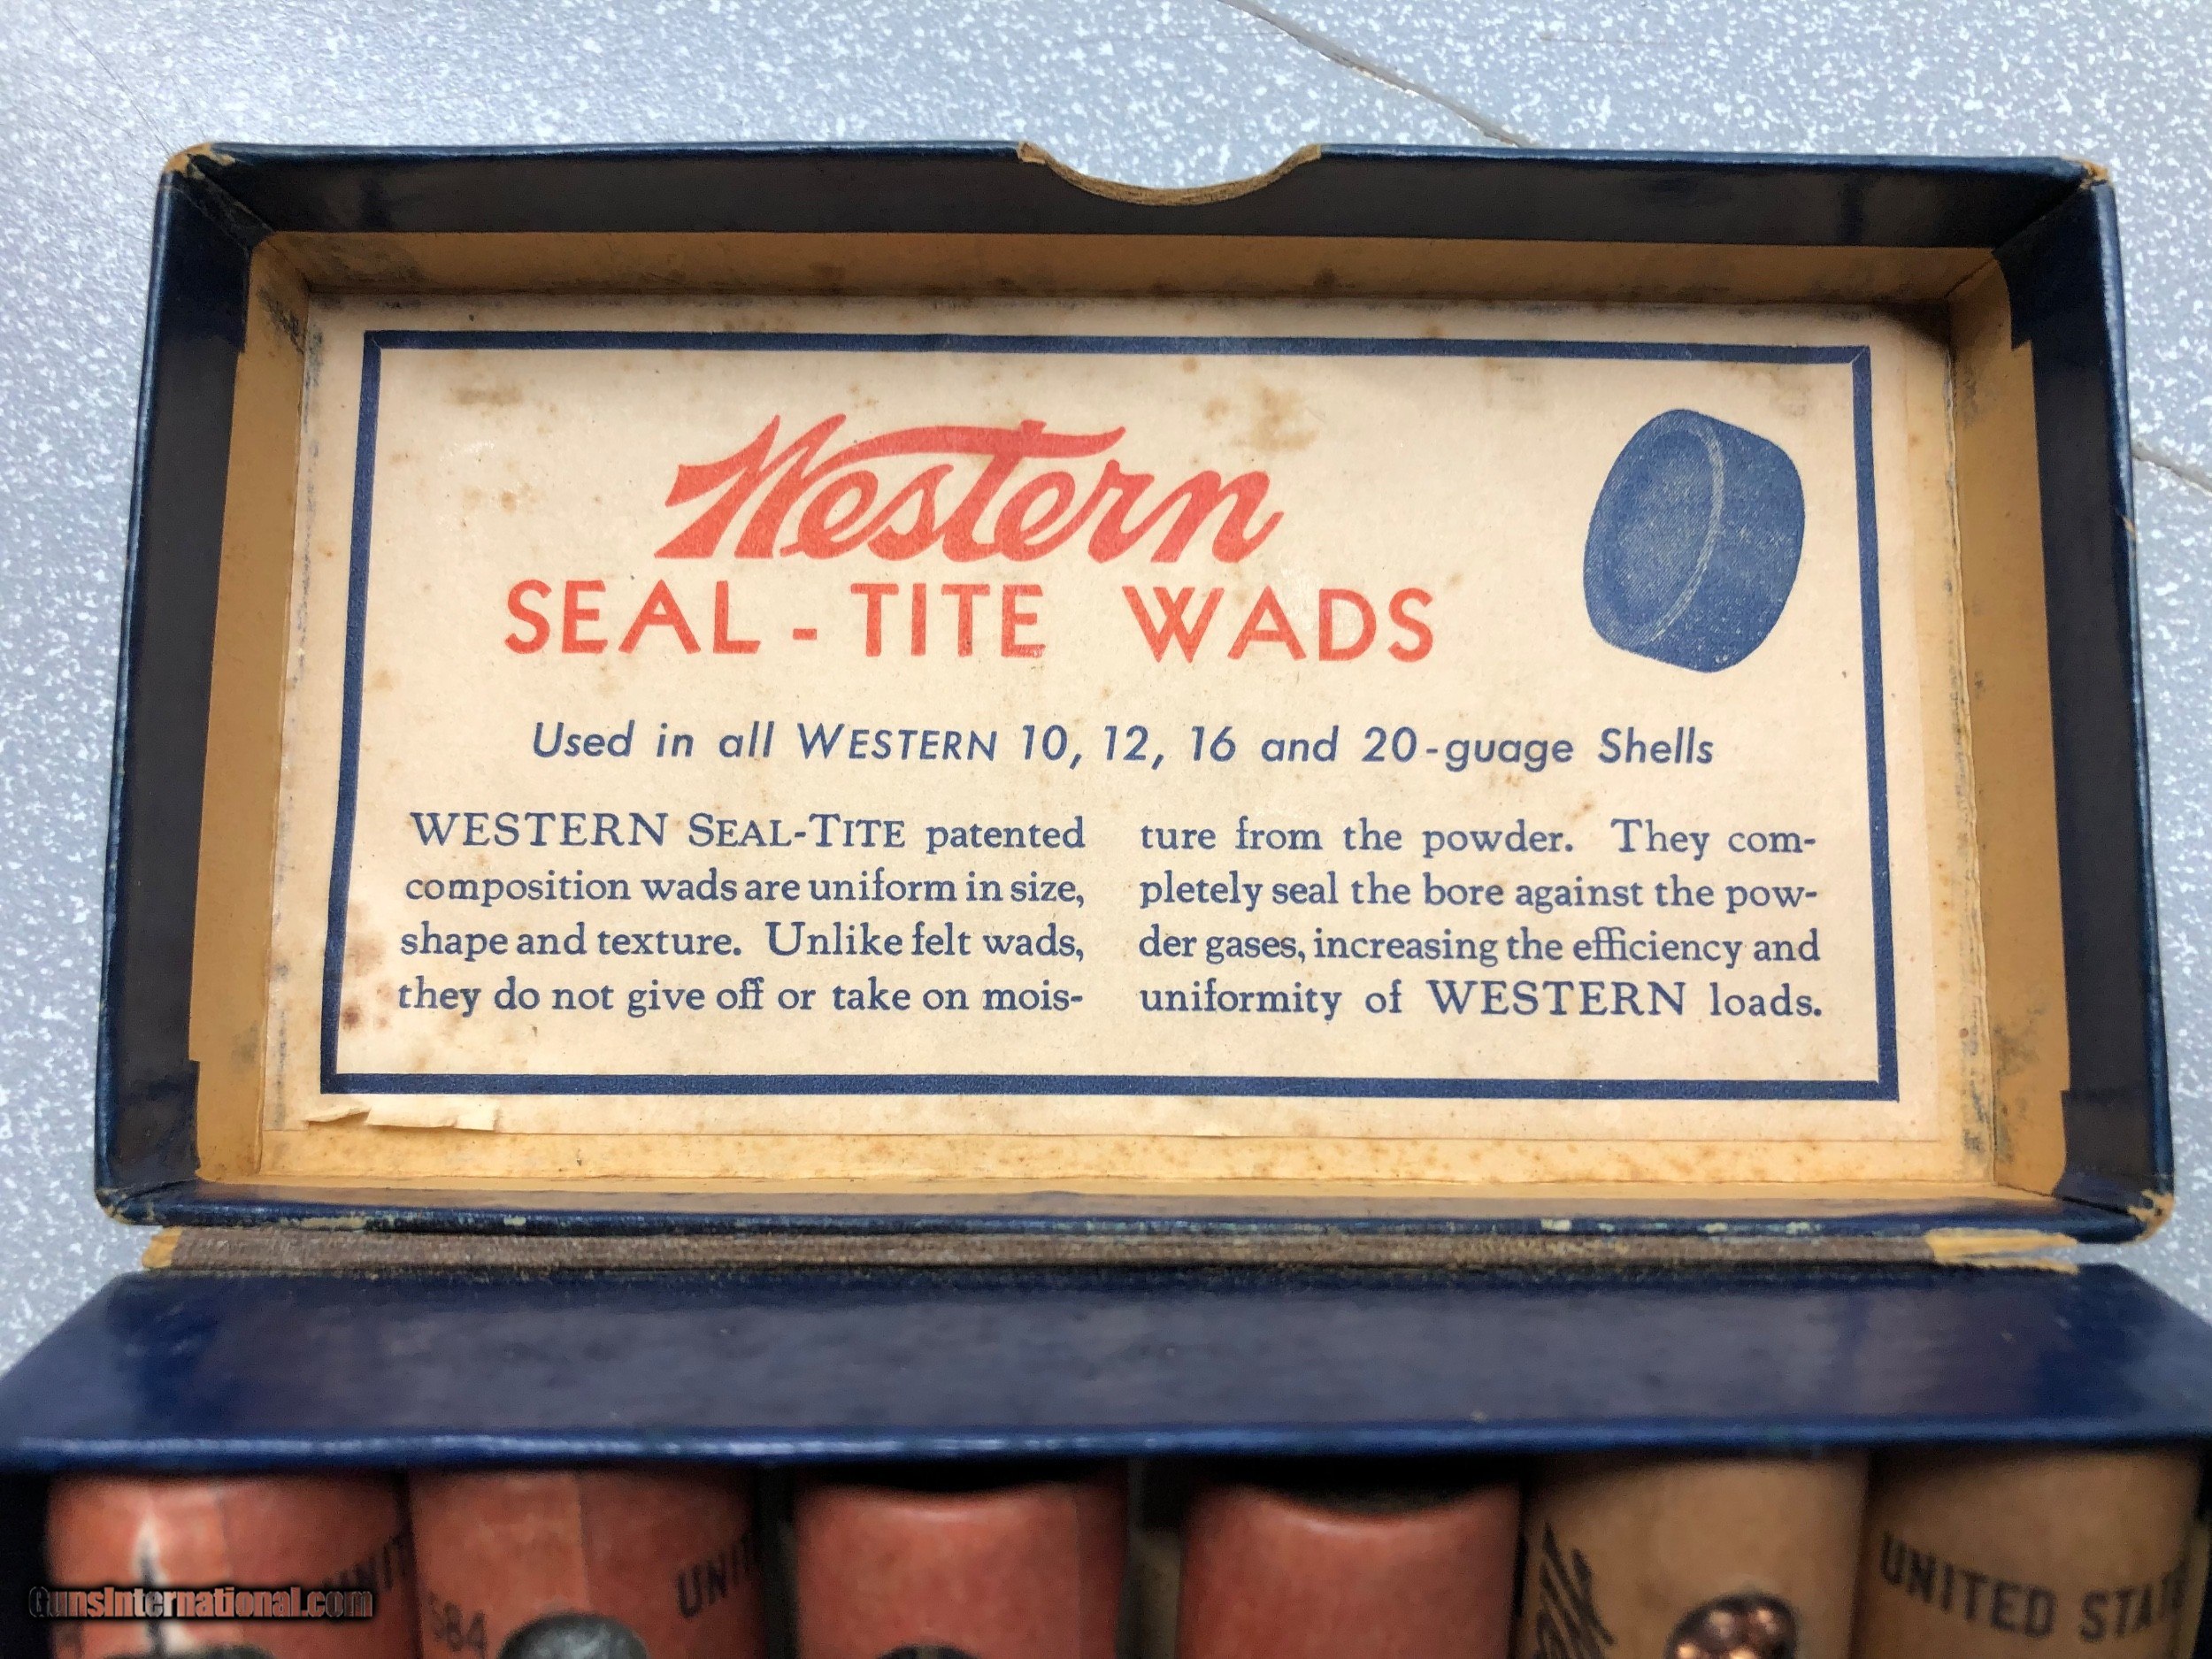 Western
SEAL-TITE WADS
Used in all WESTERN 10, 12, 16 and 20-guage Shells
WESTERN SEAL-TITE patented
composition wads are uniform in size,
shape and texture. Unlike felt wads,
they do not give off or take on mois-
ture from the powder. They com-
pletely seal the bore against the pow-
der gases, increasing the efficiency and
uniformity of WESTERN loads.
UNIT
584
UNI
UNITED STA
GunsInternational.com